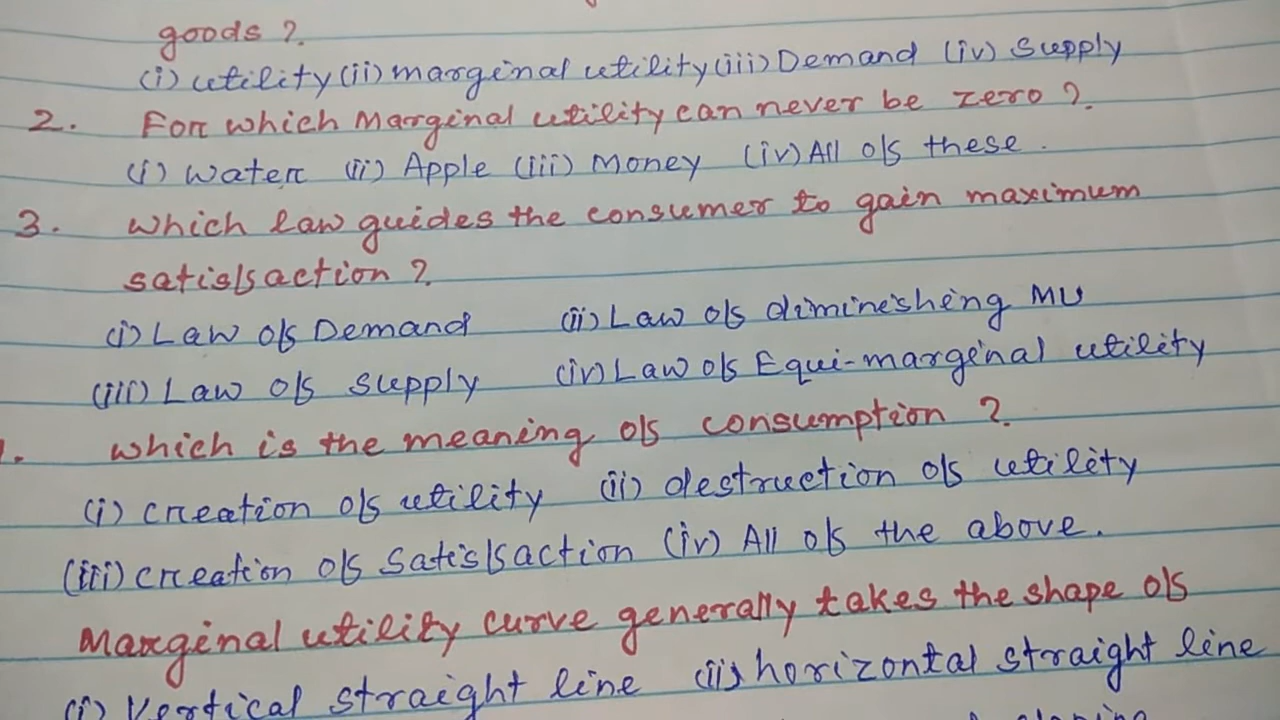 goods ?
(i) utility (ii) marginal utility (iii) Demand (iv) Supply
2. For which Marginal utility can never be zero ?
(i) Water (ii) Apple (iii) Money (iv) All of these .
3. which law guides the consumer to gain maximum
satisfaction ?
(i) Law of Demand (ii) Law of diminishing MU
(iii) Law of supply (iv) Law of Equi-marginal utility
which is the meaning of consumption ?
(i) creation of utility (ii) destruction of utility
(iii) creation of satisfaction (iv) All of the above.
Marginal utility curve generally takes the shape of
(i) Vertical straight line (ii) horizontal straight line